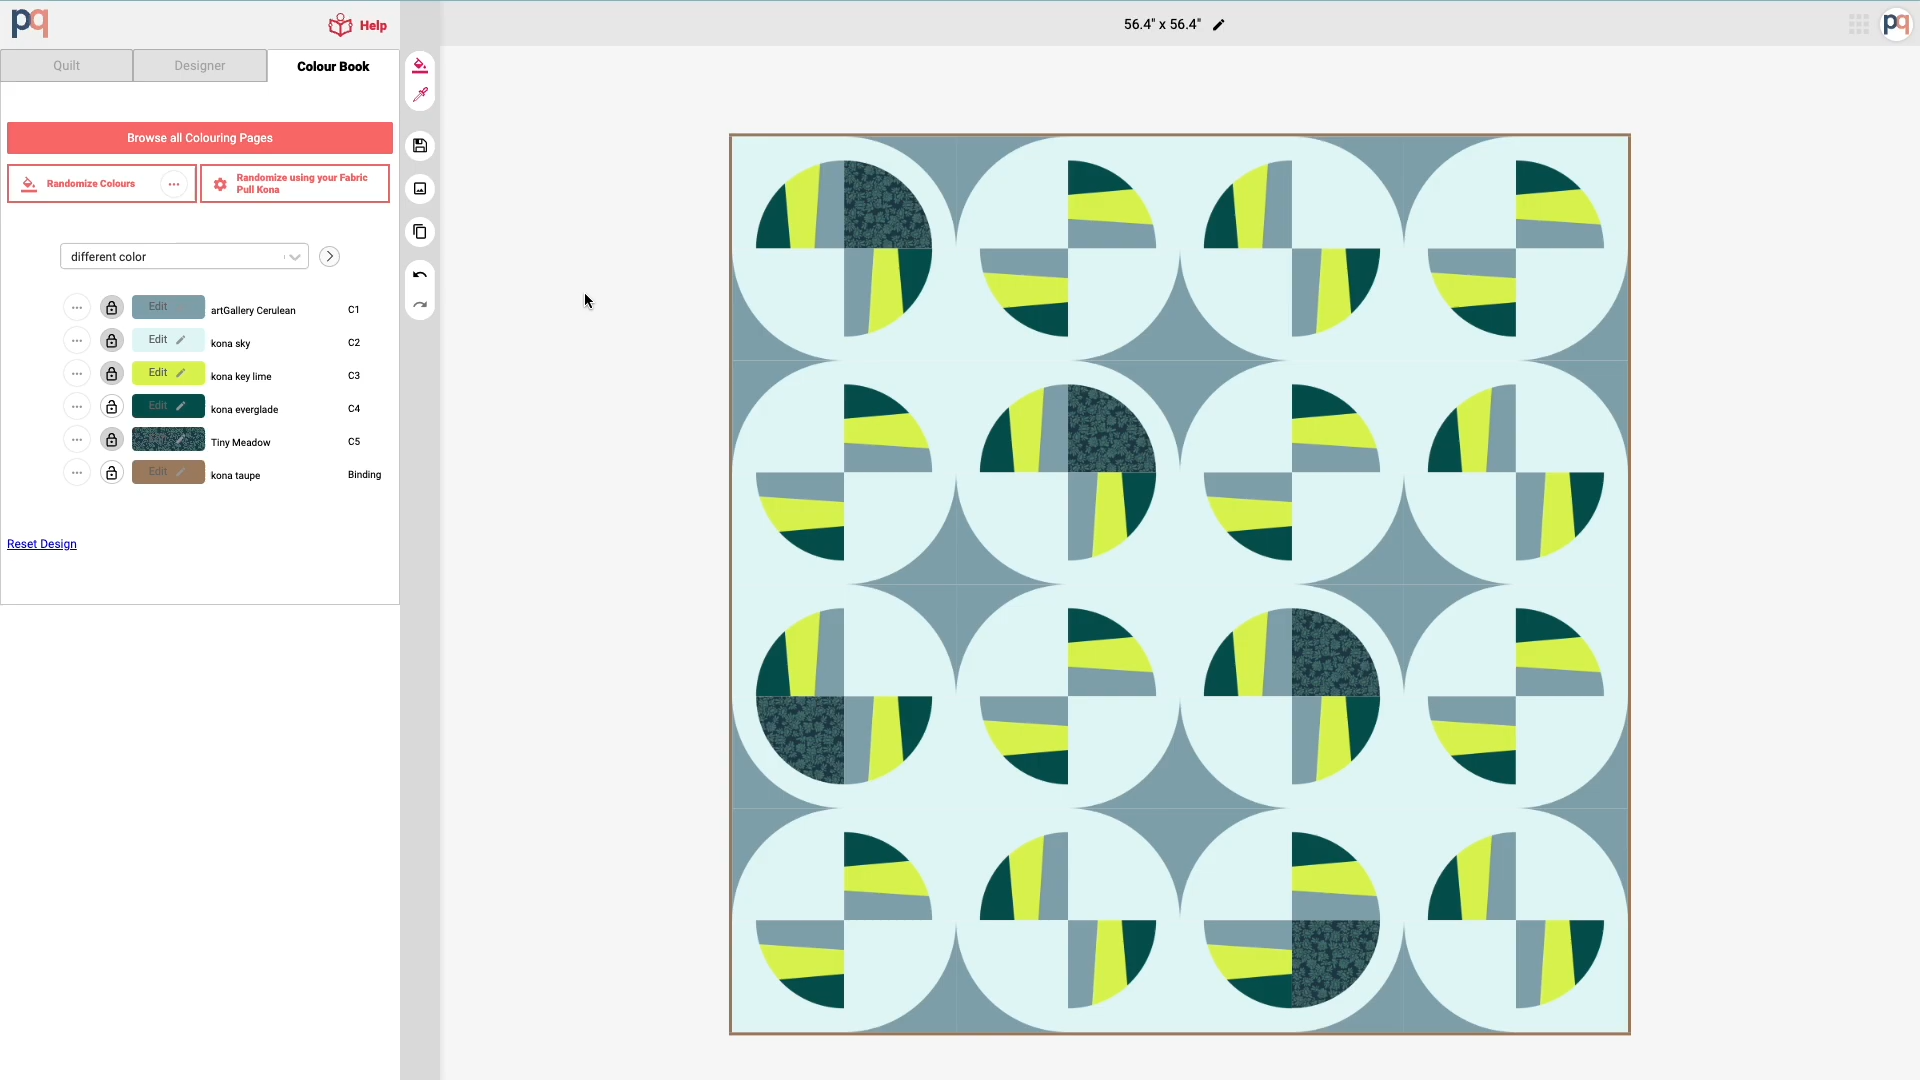 pq
Help
56.4" x 56.4"
pq
Quilt
Designer
Colour Book
Browse all Colouring Pages
Randomize Colours
Randomize using your Fabric
Pull Kona
different color
Edit artGallery Cerulean C1
Edit kona sky C2
Edit kona key lime C3
Edit kona everglade C4
Edit Tiny Meadow C5
Edit kona taupe Binding
Reset Design